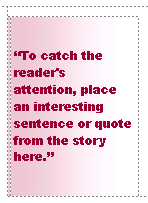 “To catch the
reader's
attention, place
an interesting
sentence or quote
from the story
here.”